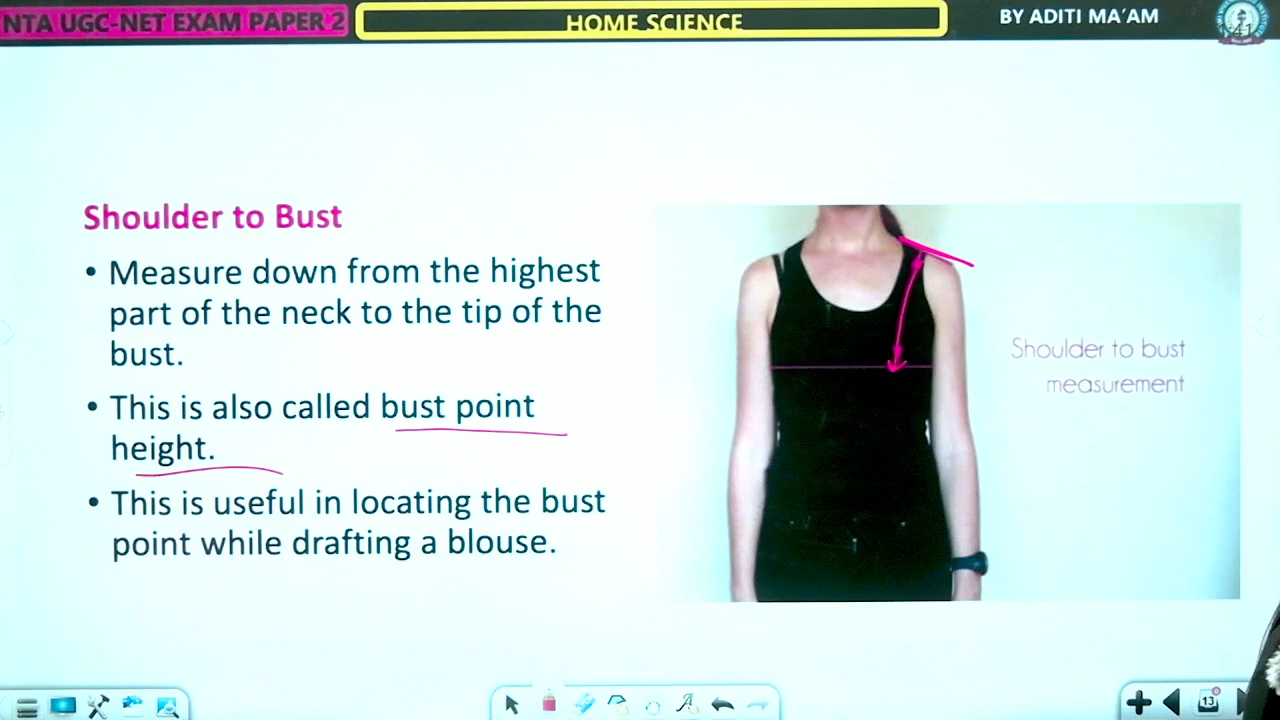 NTA UGC-NET EXAM PAPER 2
HOME SCIENCE
BY ADITI MA'AM
Shoulder to Bust
• Measure down from the highest
part of the neck to the tip of the
bust.
• This is also called bust point
height.
• This is useful in locating the bust
point while drafting a blouse.
Shoulder to bust
measurement
13